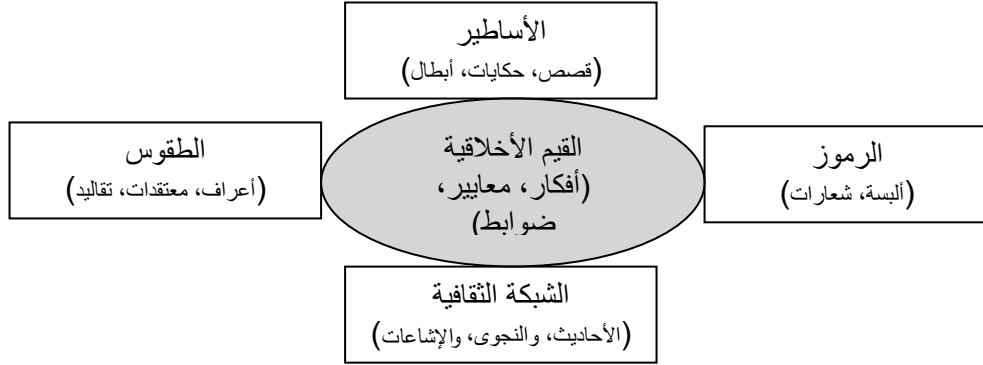 الأساطير
(قصص، حكايات، أبطال)
الرموز
(ألبسة، شعارات)
القيم الأخلاقية
(أفكار، معايير،
ضوابط)
الطقوس
(أعراف، معتقدات، تقاليد)
الشبكة الثقافية
(الأحاديث، والنجوى، والإشاعات)